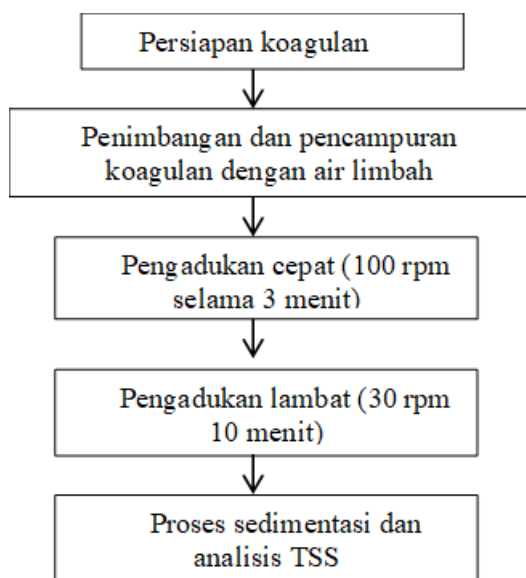 Persiapan koagulan
Penimbangan dan pencampuran
koagulan dengan air limbah
Pengadukan cepat (100 rpm
selama 3 menit)
Pengadukan lambat (30 rpm
10 menit)
Proses sedimentasi dan
analisis TSS